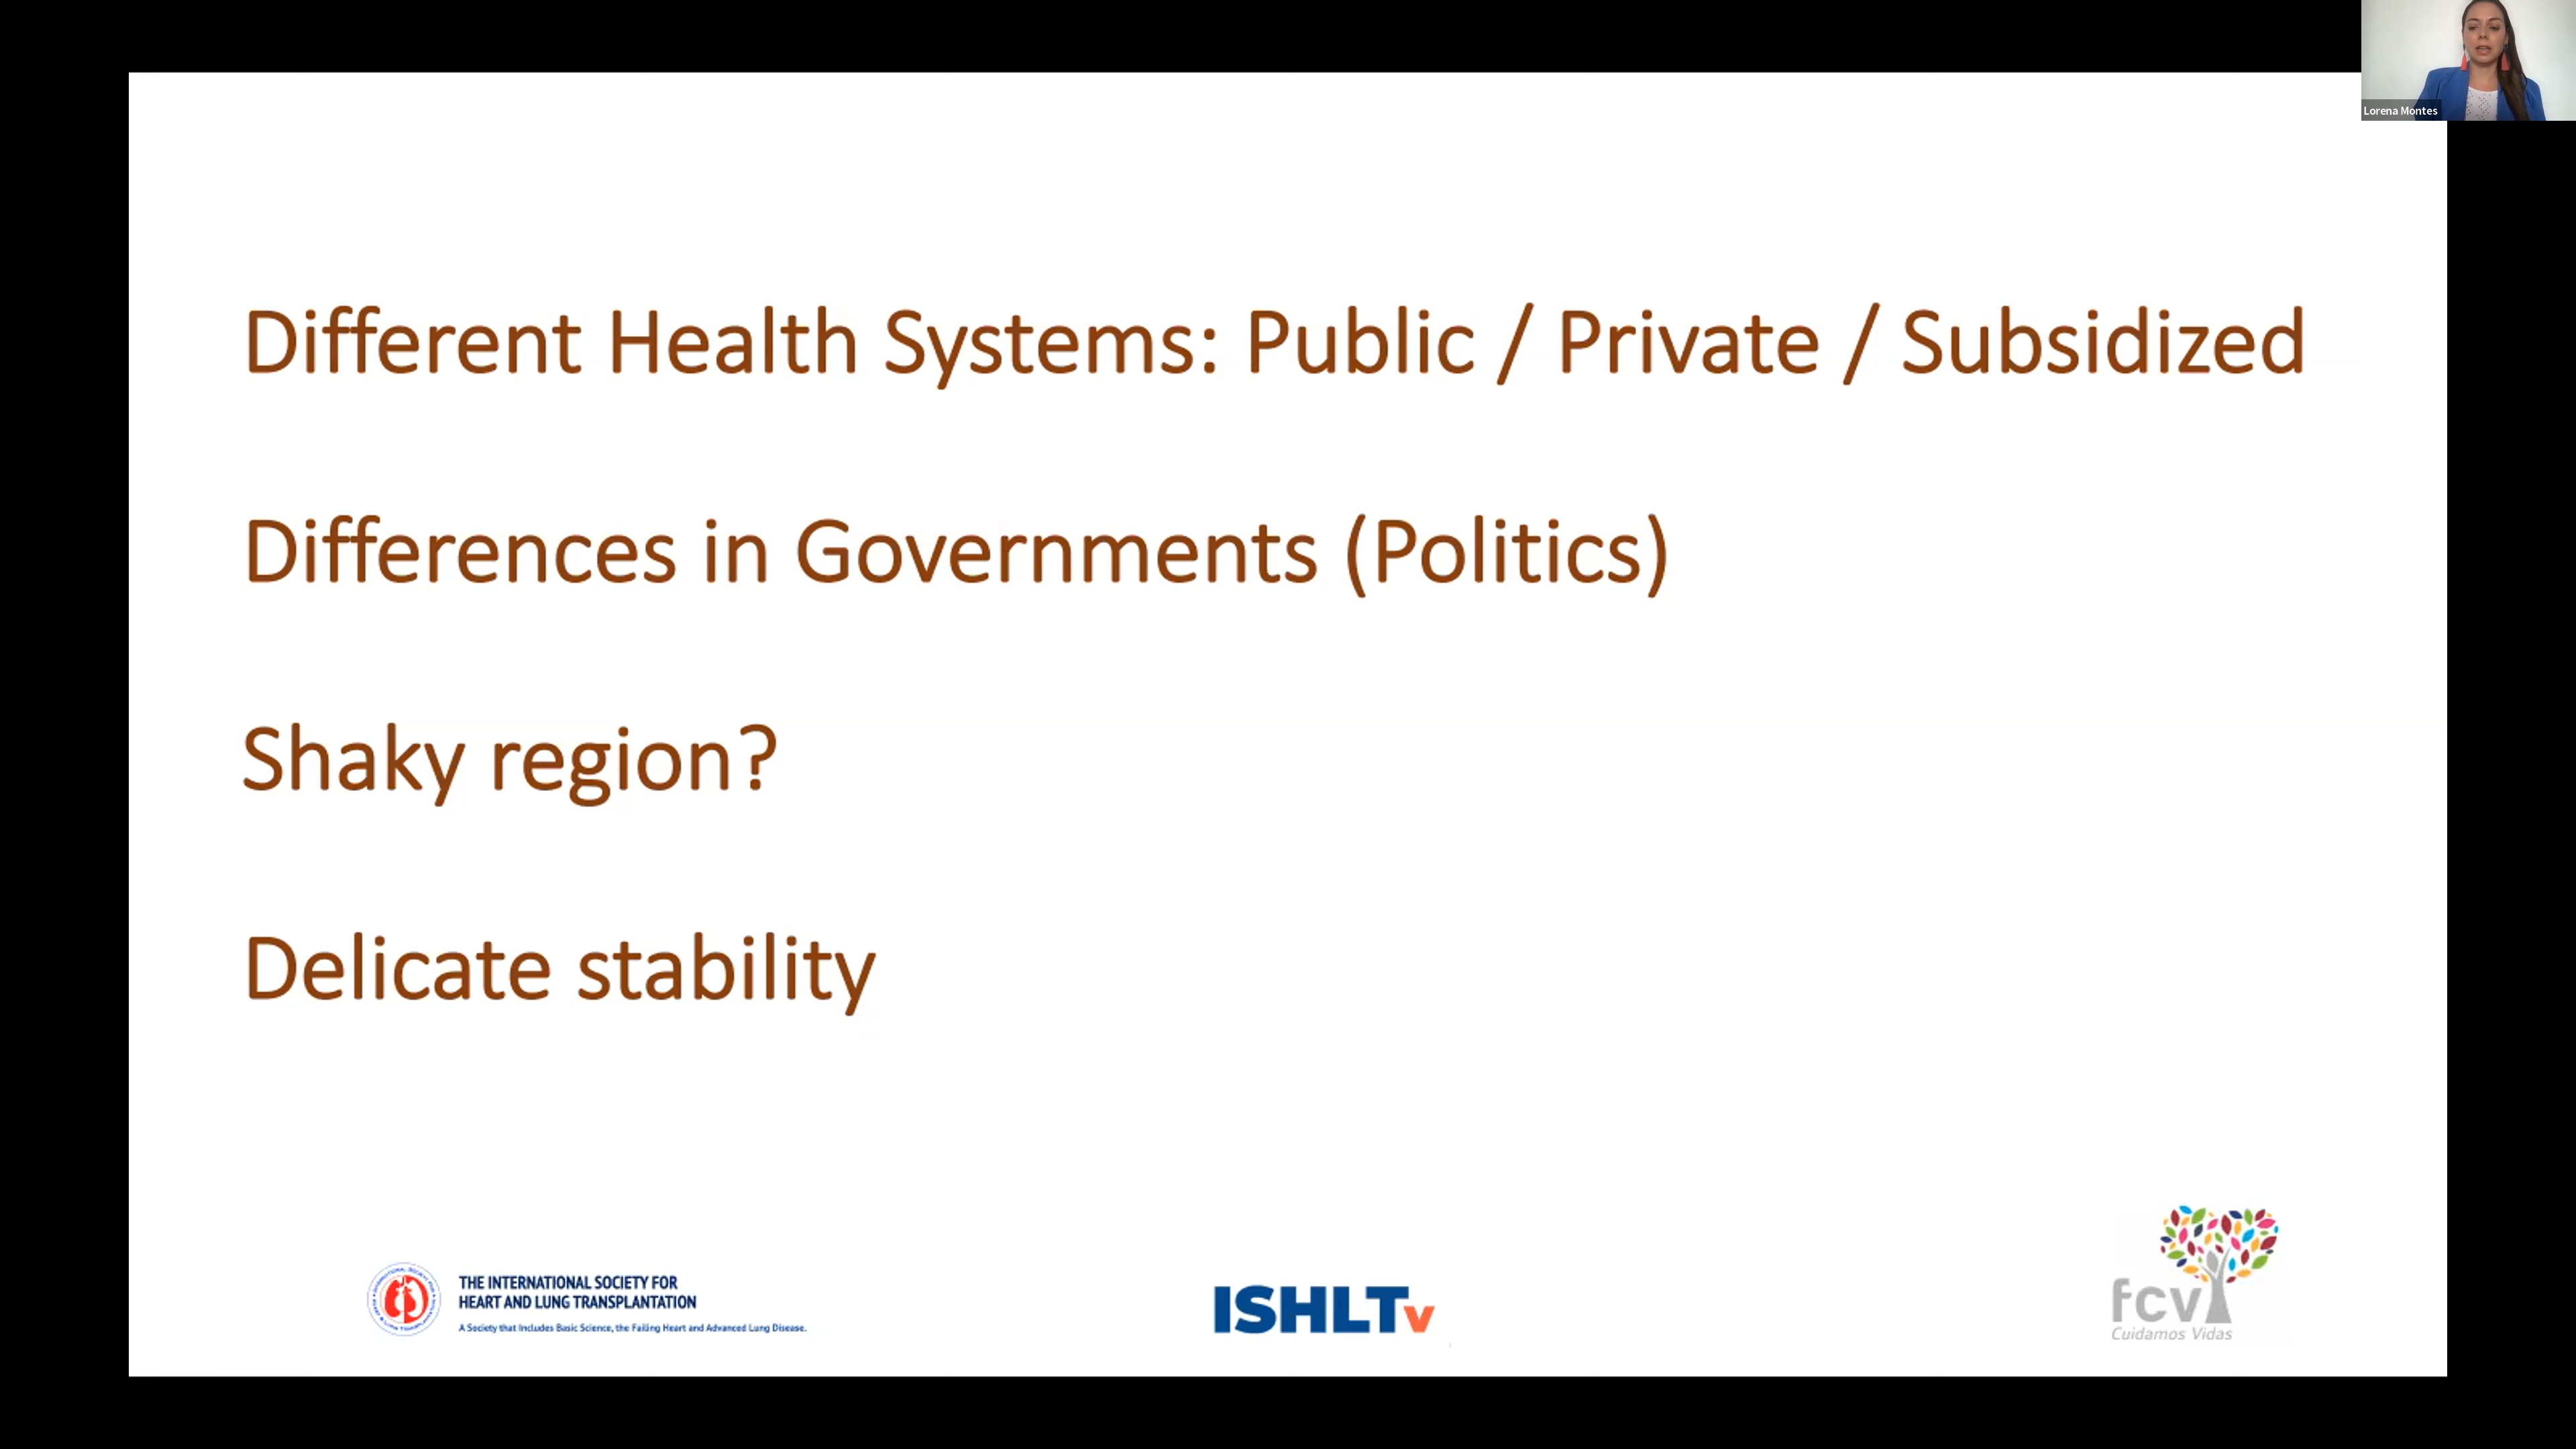 Lorena Montes
Different Health Systems: Public / Private / Subsidized
Differences in Governments (Politics)
Shaky region?
Delicate stability
THE INTERNATIONAL SOCIETY FOR
HEART AND LUNG TRANSPLANTATION
A Society that Includes Basic Science, the Failing Heart and Advanced Lung Disease.
ISHLTv
fcv
Cuidamos Vidas